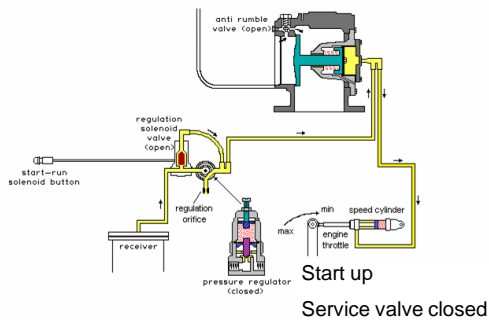 anti rumble
valve (open)
regulation
solenoid
valve
(open)
start-run
solenoid button
regulation
orifice
min
speed cylinder
max
engine
throttle
receiver
pressure regulator
(closed)
Start up
Service valve closed